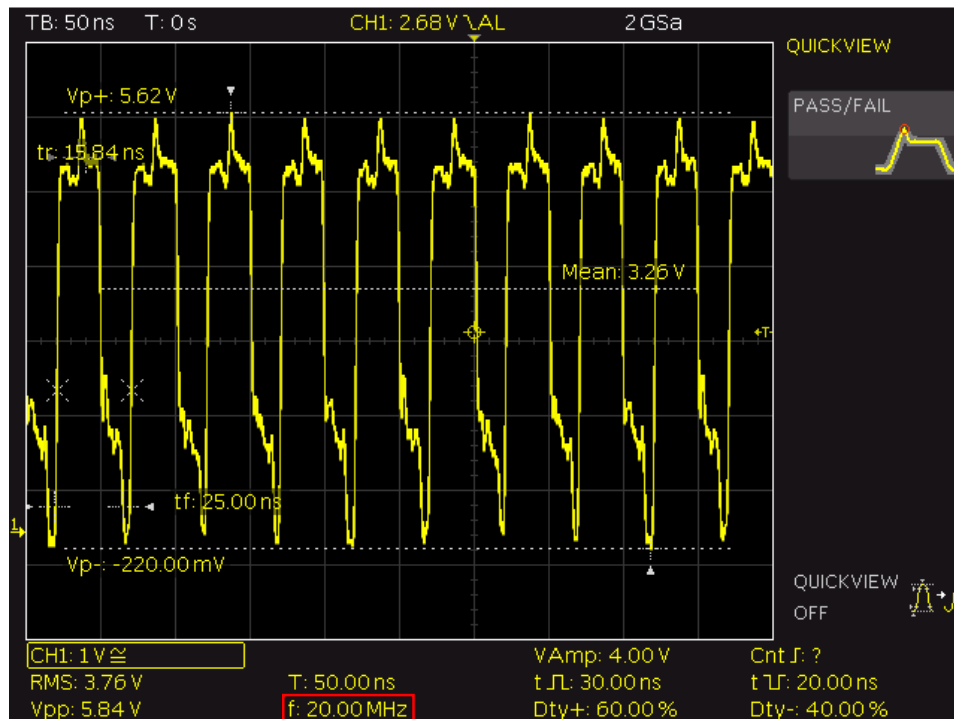 TB: 50 ns T: 0 s CH1: 2.68 V AL 2 GSa
QUICKVIEW
Vp+: 5.62 V
PASS/FAIL
tr: 15.84 ns
Mean: 3.26 V
T
tf: 25.00 ns
1
Vp-: -220.00 mV
QUICKVIEW
OFF
CH1: 1 V VAmp: 4.00 V Cnt : ?
RMS: 3.76 V T: 50.00 ns t : 30.00 ns t : 20.00 ns
Vpp: 5.84 V f: 20.00 MHz Dty+: 60.00 % Dty-: 40.00 %